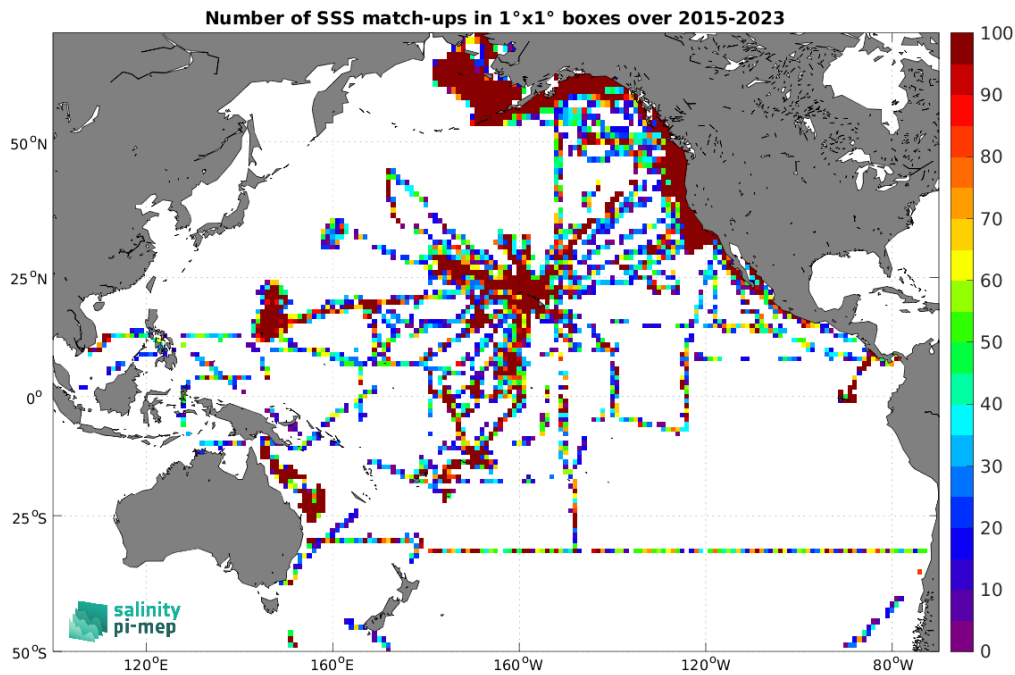 Number of SSS match-ups in 1°x1° boxes over 2015-2023
50°N
25°N
0°
25°S
50°S
120°E
160°E
160°W
120°W
80°W
100
90
80
70
60
50
40
30
20
10
0
salinity
pi-mep